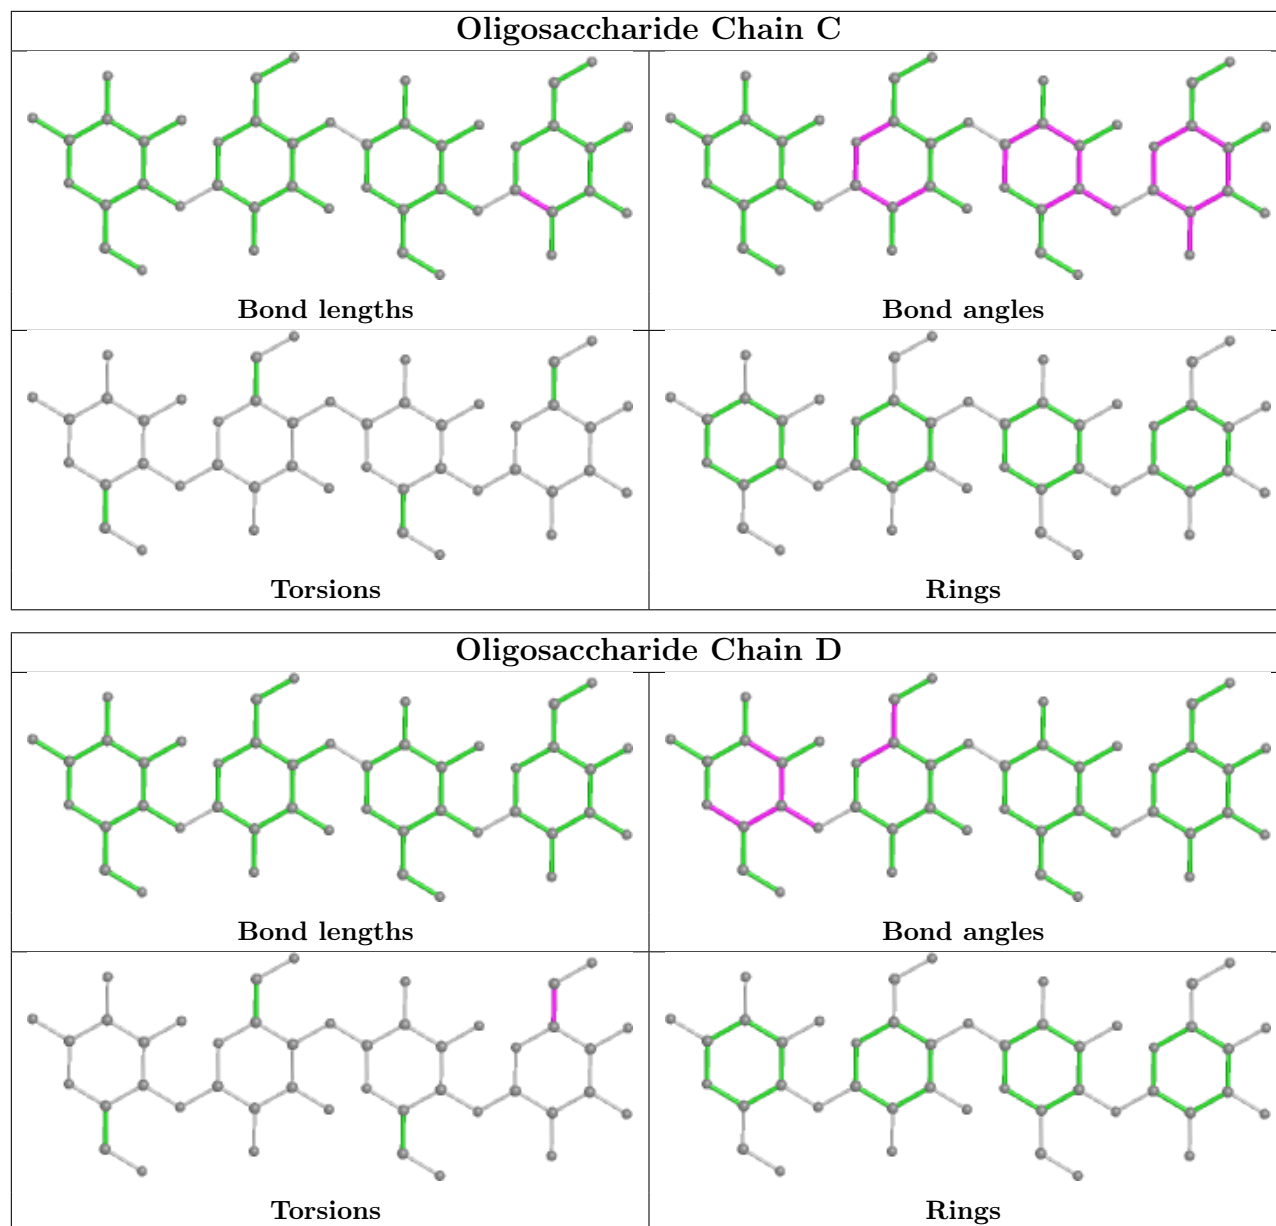 Oligosaccharide Chain C
Bond lengths
Bond angles
Torsions
Rings
Oligosaccharide Chain D
Bond lengths
Bond angles
Torsions
Rings